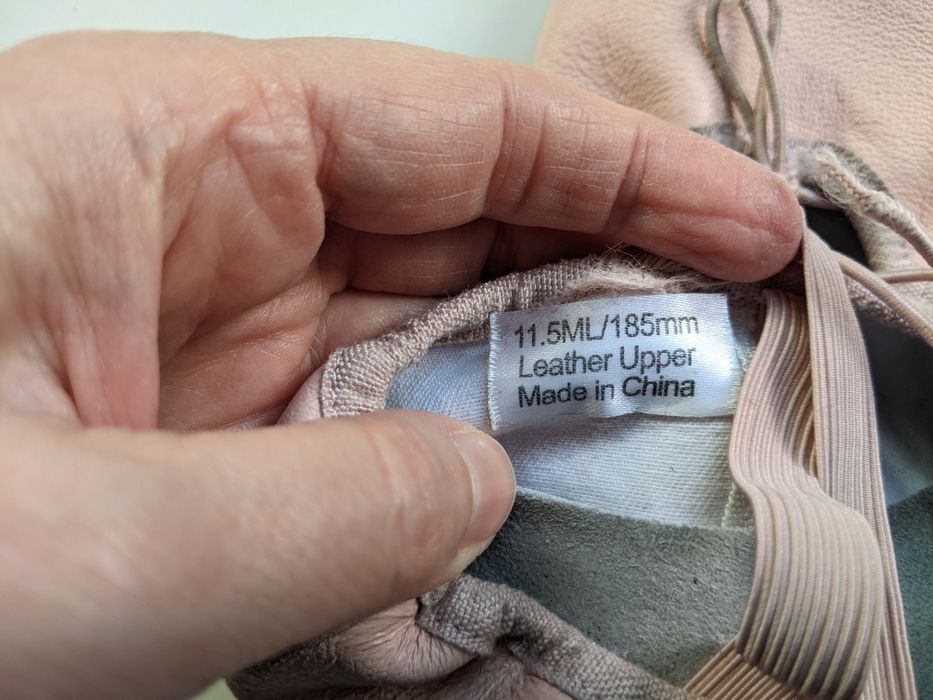 11.5ML/185mm
Leather Upper
Made in China